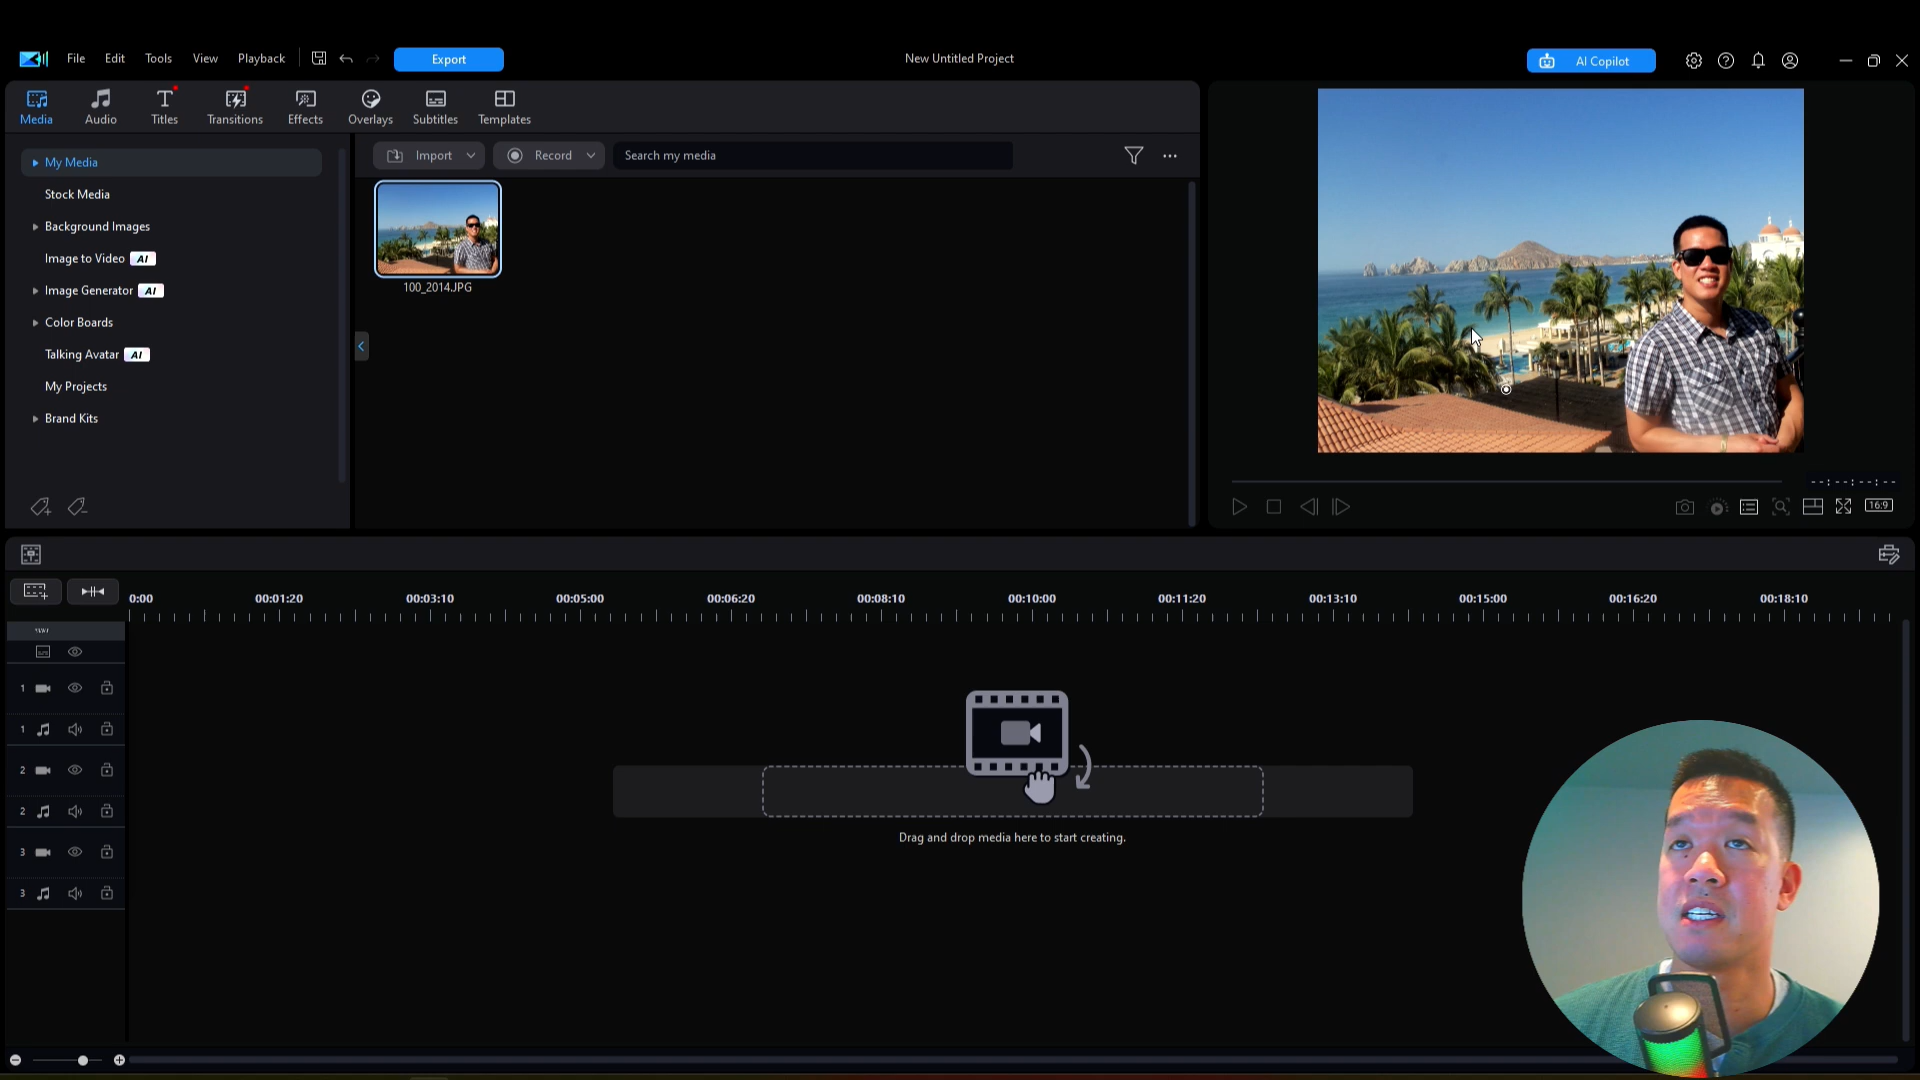 File Edit Tools View Playback Export New Untitled Project AI Copilot
Media Audio Titles Transitions Effects Overlays Subtitles Templates
Import Record Search my media
My Media
Stock Media
Background Images
Image to Video AI
Image Generator AI
Color Boards
Talking Avatar AI
My Projects
Brand Kits
100_2014.JPG
--:--:--:--
16:9
0:00 00:01:20 00:03:10 00:05:00 00:06:20 00:08:10 00:10:00 00:11:20 00:13:10 00:15:00 00:16:20 00:18:10
1
1
2
2
3
3
Drag and drop media here to start creating.